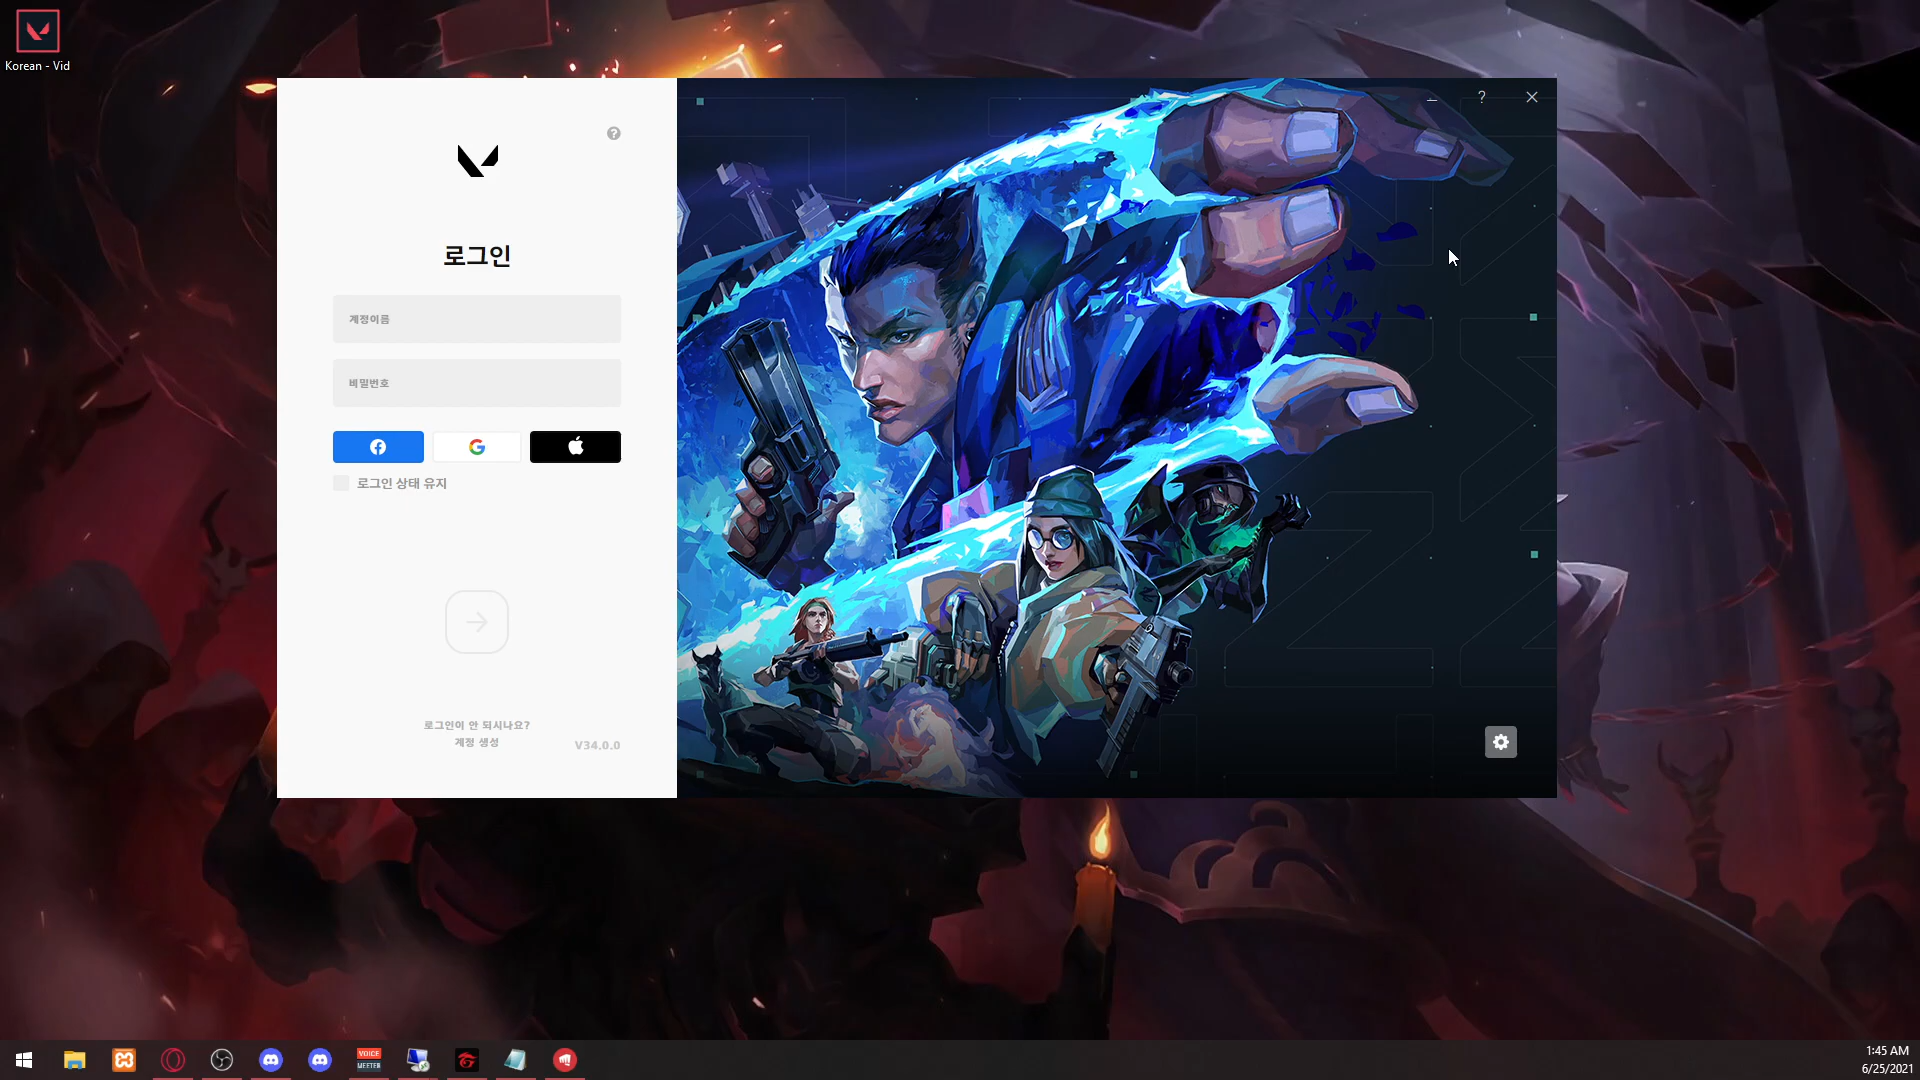 Korean - Vid
로그인
계정이름
비밀번호
로그인 상태 유지
로그인이 안 되시나요?
계정 생성
V34.0.0
VOICE
MEETER
1:45 AM
6/25/2021